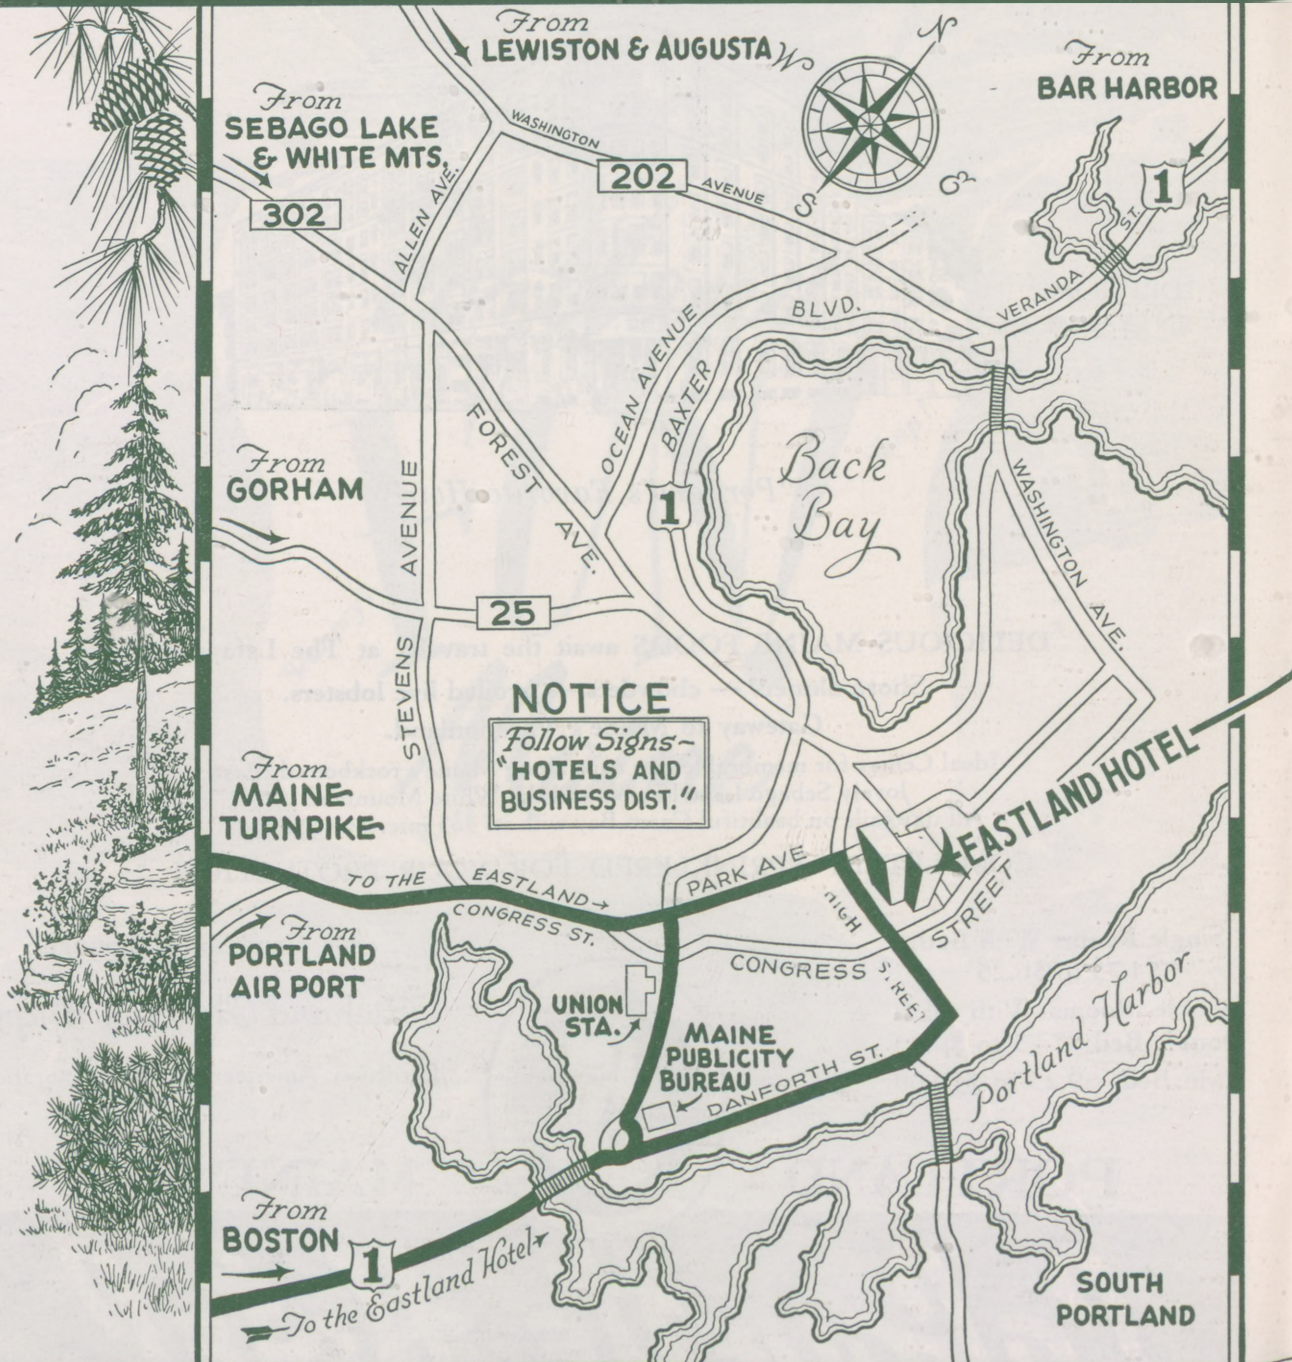 From
LEWISTON & AUGUSTA
N
W
S
E
From
BAR HARBOR
1
From
SEBAGO LAKE
& WHITE MTS.
302
ALLEN AVE.
WASHINGTON
202
AVENUE
VERANDA
ST.
BAXTER
BLVD.
OCEAN AVENUE
FOREST
AVE.
1
Back
Bay
WASHINGTON
AVE.
From
GORHAM
25
STEVENS
AVENUE
NOTICE
Follow Signs-
"HOTELS AND
BUSINESS DIST."
From
MAINE
TURNPIKE
TO THE EASTLAND
CONGRESS ST.
PARK AVE.
EASTLAND HOTEL
HIGH
STREET
CONGRESS
STREET
From
PORTLAND
AIR PORT
UNION
STA.
MAINE
PUBLICITY
BUREAU
DANFORTH ST.
Portland Harbor
From
BOSTON
1
To the Eastland Hotel
SOUTH
PORTLAND